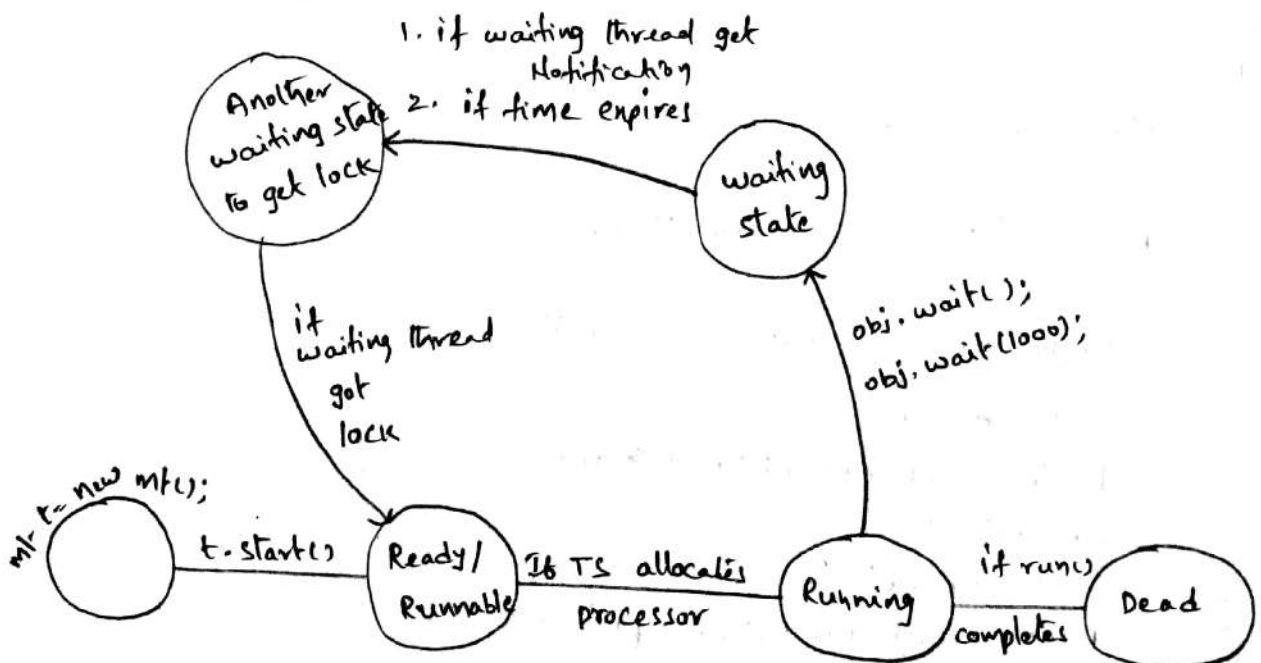 1. if waiting thread get
Notification
2. if time expires
Another
waiting state
to get lock
waiting
state
obj. wait();
obj. wait(1000);
if
waiting thread
got
lock
mt t= new mt();
t.start()
Ready/
Runnable
If TS allocates
processor
Running
if run()
completes
Dead